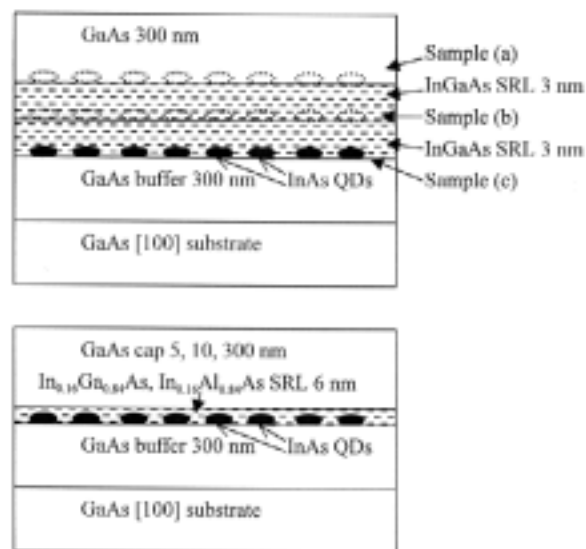 GaAs 300 nm
Sample (a)
InGaAs SRL 3 nm
Sample (b)
InGaAs SRL 3 nm
GaAs buffer 300 nm
InAs QDs
Sample (c)
GaAs [100] substrate
GaAs cap 5, 10, 300 nm
In₀.₁₆Ga₀.₈₄As, In₀.₁₆Al₀.₈₄As SRL 6 nm
GaAs buffer 300 nm
InAs QDs
GaAs [100] substrate